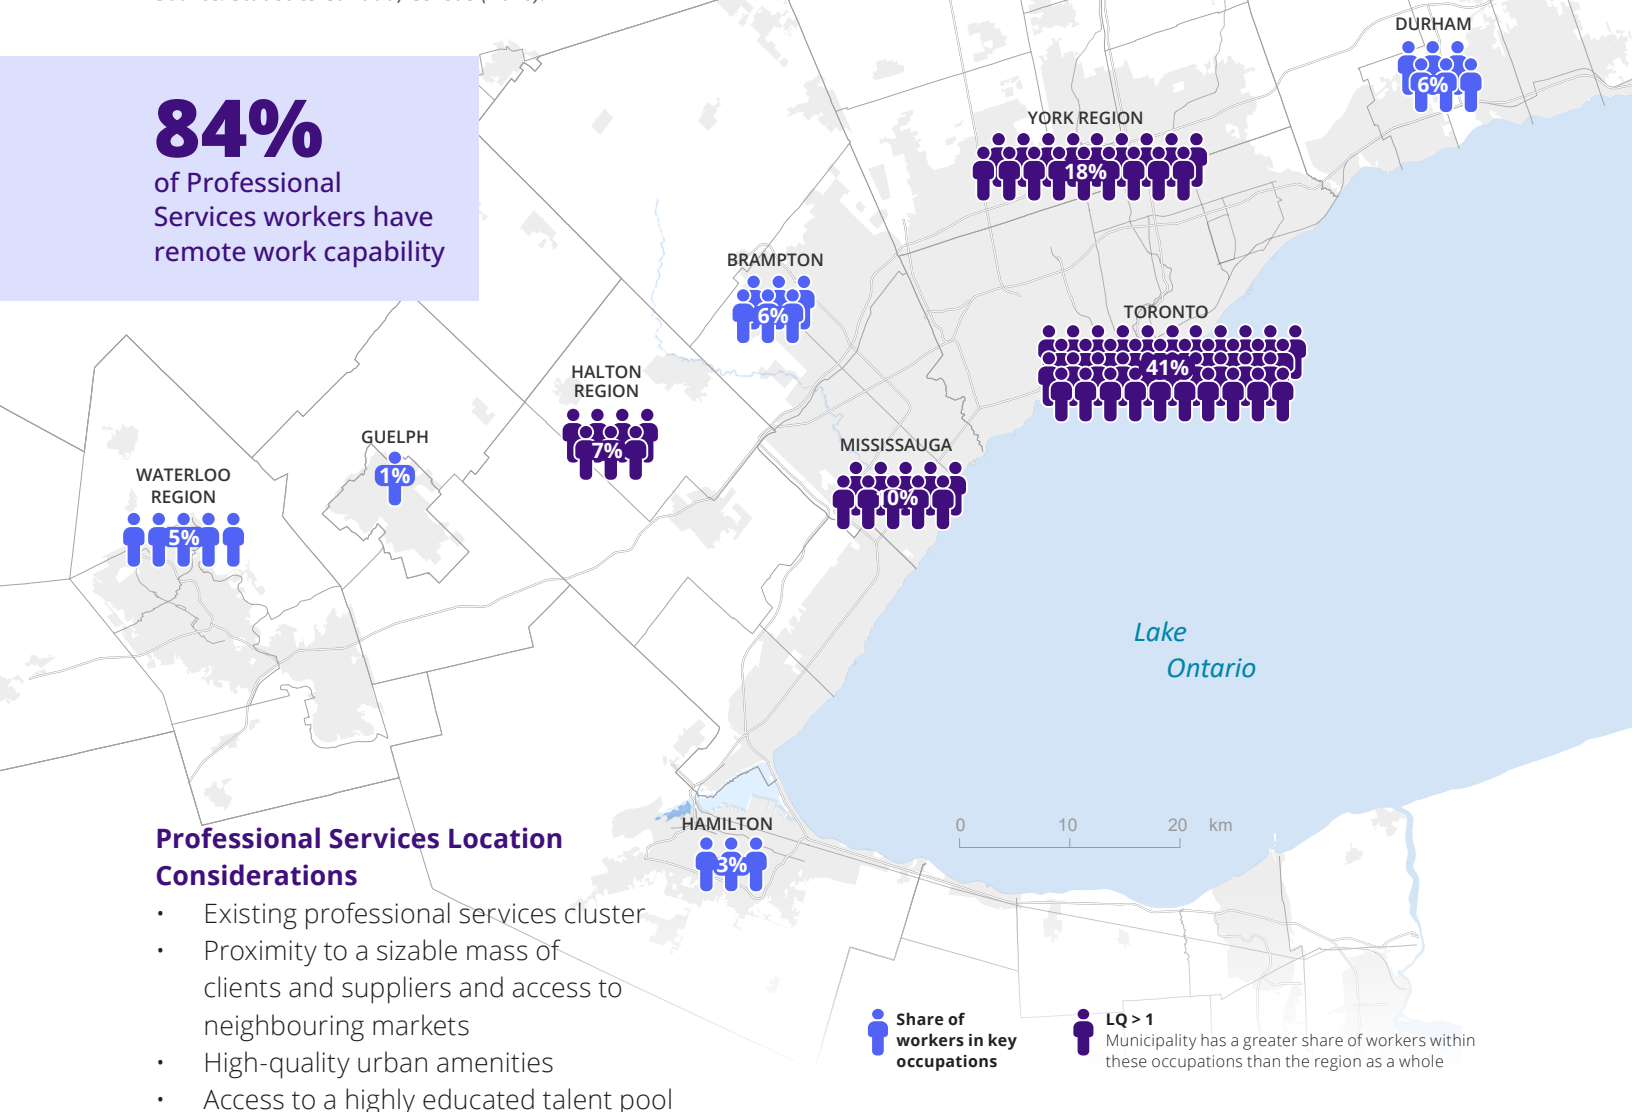 DURHAM
6%
84%
of Professional
Services workers have
remote work capability
YORK REGION
18%
BRAMPTON
6%
TORONTO
41%
HALTON
REGION
7%
GUELPH
1%
MISSISSAUGA
10%
WATERLOO
REGION
5%
Lake
Ontario
HAMILTON
3%
0 10 20 km
Professional Services Location
Considerations
• Existing professional services cluster
• Proximity to a sizable mass of
clients and suppliers and access to
neighbouring markets
• High-quality urban amenities
• Access to a highly educated talent pool
Share of
workers in key
occupations
LQ > 1
Municipality has a greater share of workers within
these occupations than the region as a whole